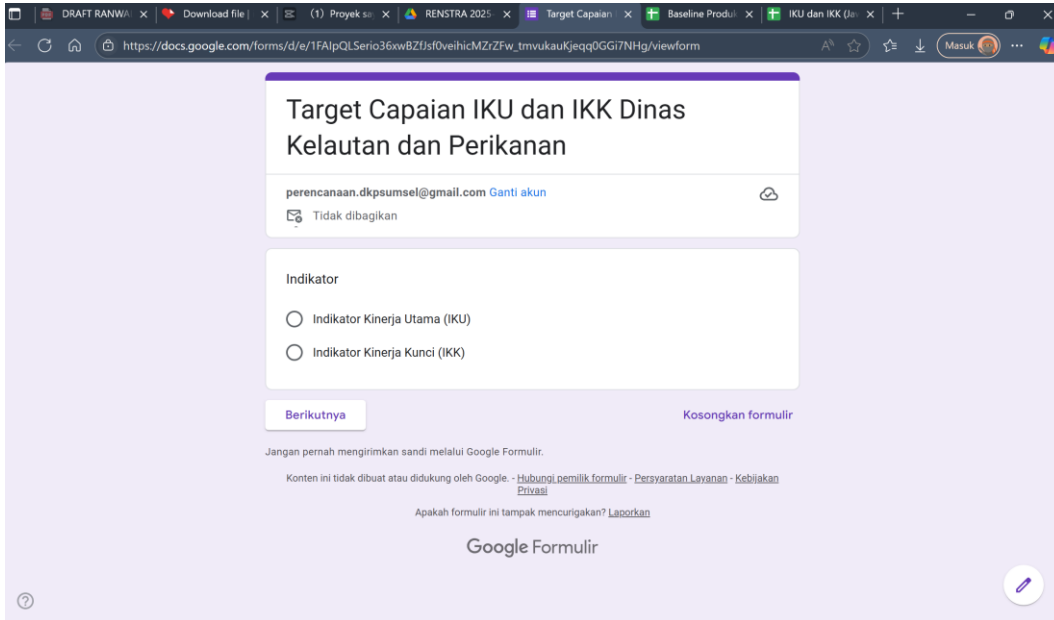 DRAFT RANWA
Download file |
(1) Proyek sa
RENSTRA 2025-
Target Capaian
Baseline Produk
IKU dan IKK (Ja
https://docs.google.com/forms/d/e/1FAIpQLSerio36xwBZfJsf0veihicMZrZFw_tmvukauKjeqq0GGi7NHg/viewform
Masuk
Target Capaian IKU dan IKK Dinas
Kelautan dan Perikanan
perencanaan.dkpsumsel@gmail.com Ganti akun
Tidak dibagikan
Indikator
Indikator Kinerja Utama (IKU)
Indikator Kinerja Kunci (IKK)
Berikutnya
Kosongkan formulir
Jangan pernah mengirimkan sandi melalui Google Formulir.
Konten ini tidak dibuat atau didukung oleh Google. - Hubungi pemilik formulir - Persyaratan Layanan - Kebijakan
Privasi
Apakah formulir ini tampak mencurigakan? Laporkan
Google Formulir